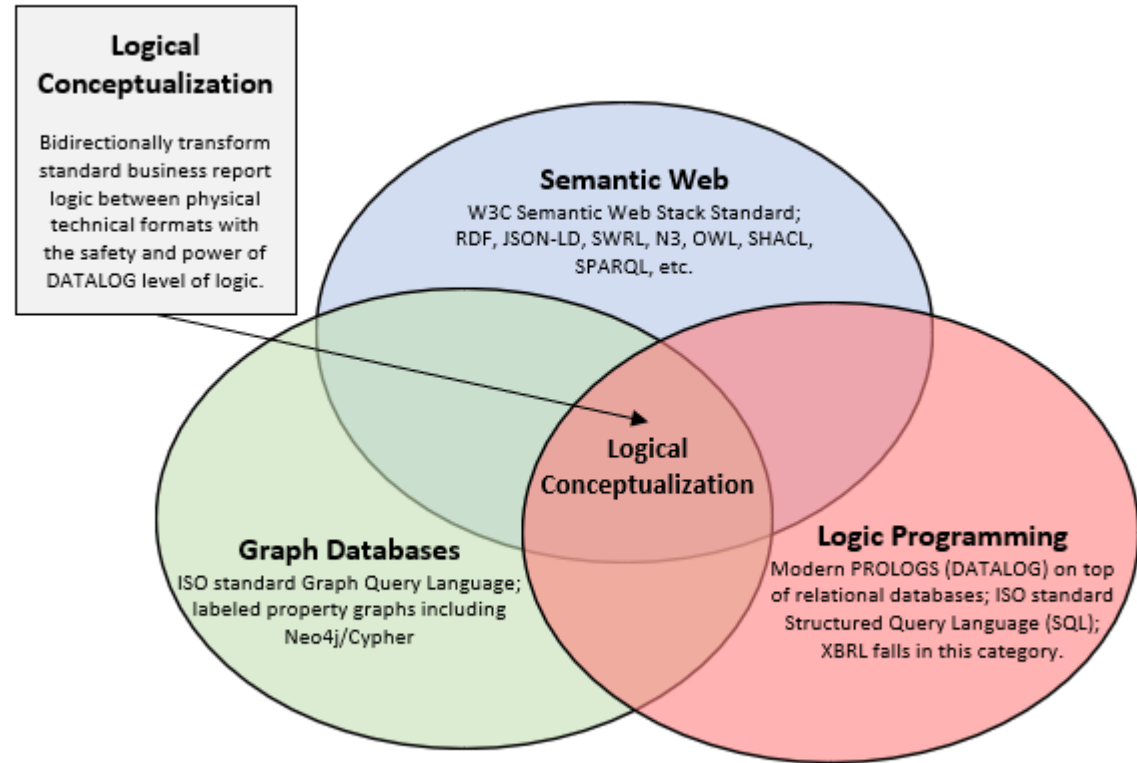 Logical
Conceptualization
Bidirectionally transform
standard business report
logic between physical
technical formats with
the safety and power of
DATALOG level of logic.
Semantic Web
W3C Semantic Web Stack Standard;
RDF, JSON-LD, SWRL, N3, OWL, SHACL,
SPARQL, etc.
Logical
Conceptualization
Graph Databases
ISO standard Graph Query Language;
labeled property graphs including
Neo4j/Cypher
Logic Programming
Modern PROLOGS (DATALOG) on top
of relational databases; ISO standard
Structured Query Language (SQL);
XBRL falls in this category.